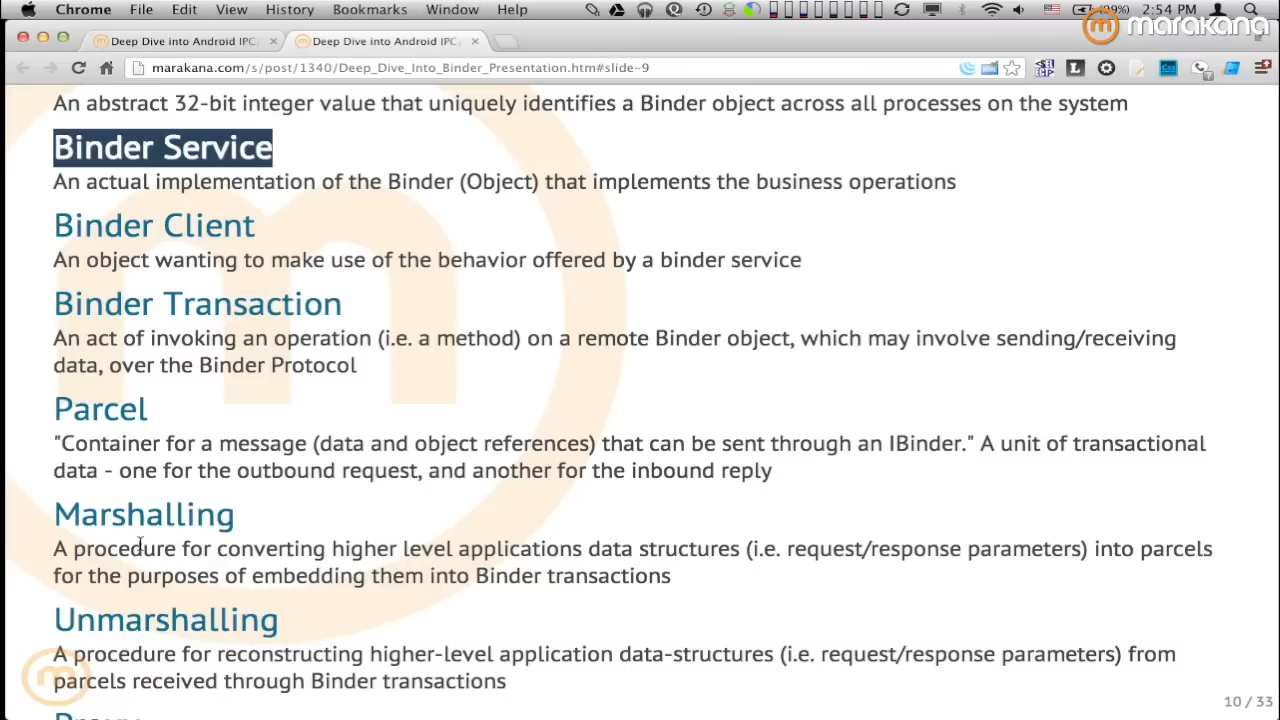 Chrome File Edit View History Bookmarks Window Help (99%) 2:54 PM
marakana
Deep Dive into Android IPC/ Deep Dive into Android IPC/
marakana.com/s/post/1340/Deep_Dive_Into_Binder_Presentation.htm#slide-9
An abstract 32-bit integer value that uniquely identifies a Binder object across all processes on the system
Binder Service
An actual implementation of the Binder (Object) that implements the business operations
Binder Client
An object wanting to make use of the behavior offered by a binder service
Binder Transaction
An act of invoking an operation (i.e. a method) on a remote Binder object, which may involve sending/receiving
data, over the Binder Protocol
Parcel
"Container for a message (data and object references) that can be sent through an IBinder." A unit of transactional
data - one for the outbound request, and another for the inbound reply
Marshalling
A procedure for converting higher level applications data structures (i.e. request/response parameters) into parcels
for the purposes of embedding them into Binder transactions
Unmarshalling
A procedure for reconstructing higher-level application data-structures (i.e. request/response parameters) from
parcels received through Binder transactions
10 / 33